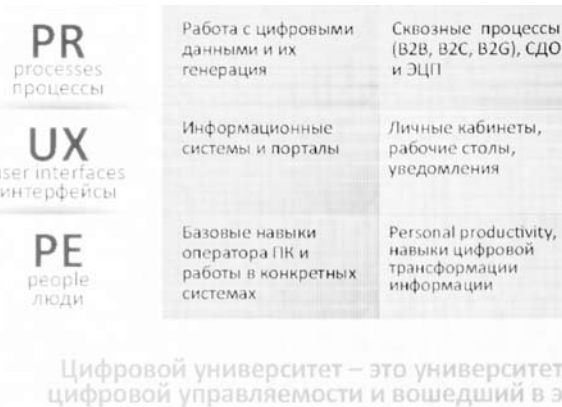 PR
processes
процессы
Работа с цифровыми
данными и их
генерация
Сквозные процессы
(B2B, B2C, B2G), СДО
и ЭЦП
UX
user interfaces
интерфейсы
Информационные
системы и порталы
Личные кабинеты,
рабочие столы,
уведомления
PE
people
люди
Базовые навыки
оператора ПК и
работы в конкретных
системах
Personal productivity,
навыки цифровой
трансформации
информации
Цифровой университет – это университет
цифровой управляемости и вошедший в э